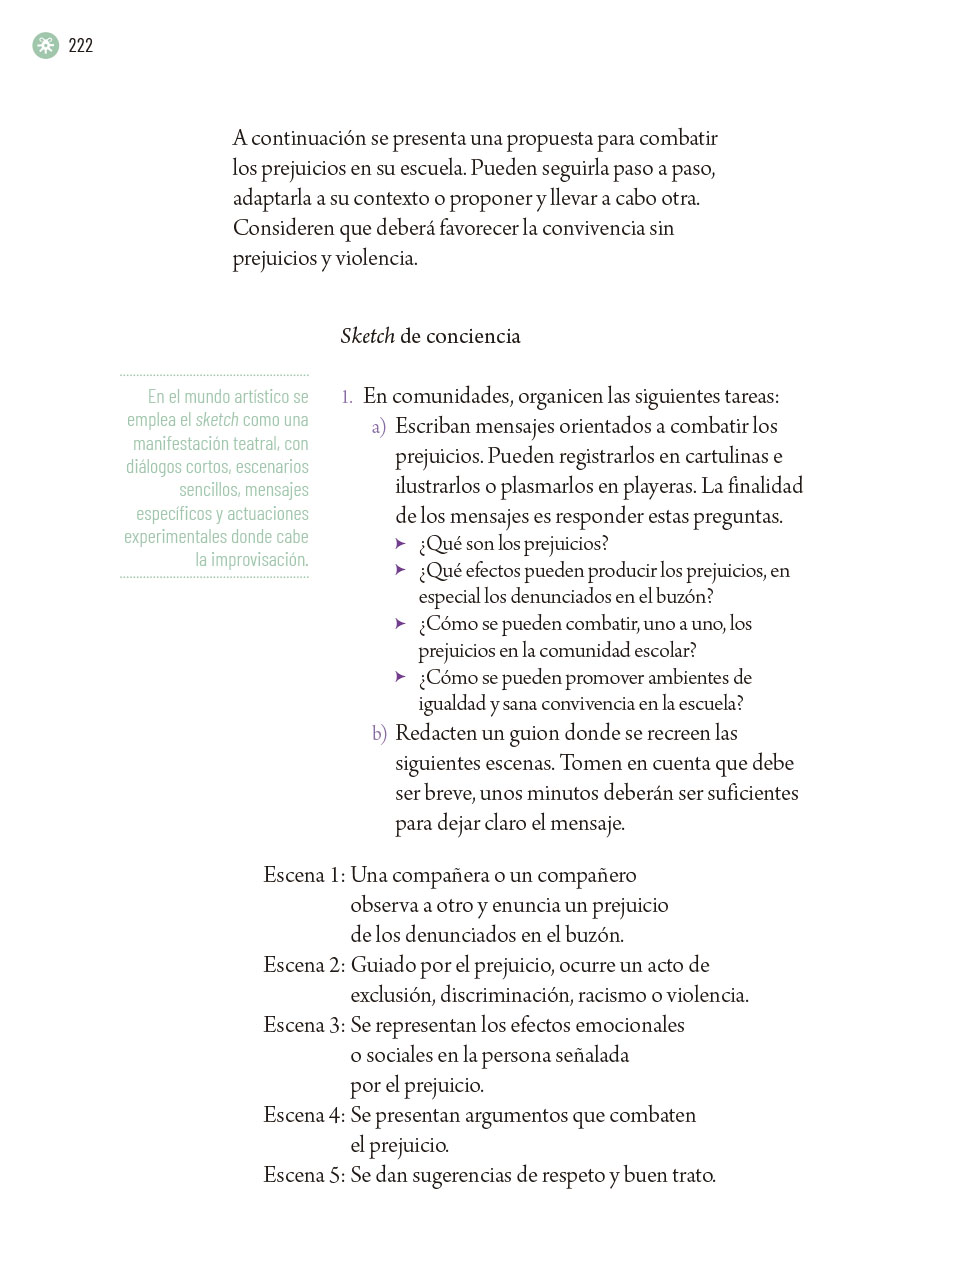 222
A continuación se presenta una propuesta para combatir
los prejuicios en su escuela. Pueden seguirla paso a paso,
adaptarla a su contexto o proponer y llevar a cabo otra.
Consideren que deberá favorecer la convivencia sin
prejuicios y violencia.
Sketch de conciencia
En el mundo artístico se
emplea el sketch como una
manifestación teatral, con
diálogos cortos, escenarios
sencillos, mensajes
específicos y actuaciones
experimentales donde cabe
la improvisación.
1. En comunidades, organicen las siguientes tareas:
a) Escriban mensajes orientados a combatir los
prejuicios. Pueden registrarlos en cartulinas e
ilustrarlos o plasmarlos en playeras. La finalidad
de los mensajes es responder estas preguntas.
➤ ¿Qué son los prejuicios?
➤ ¿Qué efectos pueden producir los prejuicios, en
especial los denunciados en el buzón?
➤ ¿Cómo se pueden combatir, uno a uno, los
prejuicios en la comunidad escolar?
➤ ¿Cómo se pueden promover ambientes de
igualdad y sana convivencia en la escuela?
b) Redacten un guion donde se recreen las
siguientes escenas. Tomen en cuenta que debe
ser breve, unos minutos deberán ser suficientes
para dejar claro el mensaje.
Escena 1: Una compañera o un compañero
observa a otro y enuncia un prejuicio
de los denunciados en el buzón.
Escena 2: Guiado por el prejuicio, ocurre un acto de
exclusión, discriminación, racismo o violencia.
Escena 3: Se representan los efectos emocionales
o sociales en la persona señalada
por el prejuicio.
Escena 4: Se presentan argumentos que combaten
el prejuicio.
Escena 5: Se dan sugerencias de respeto y buen trato.